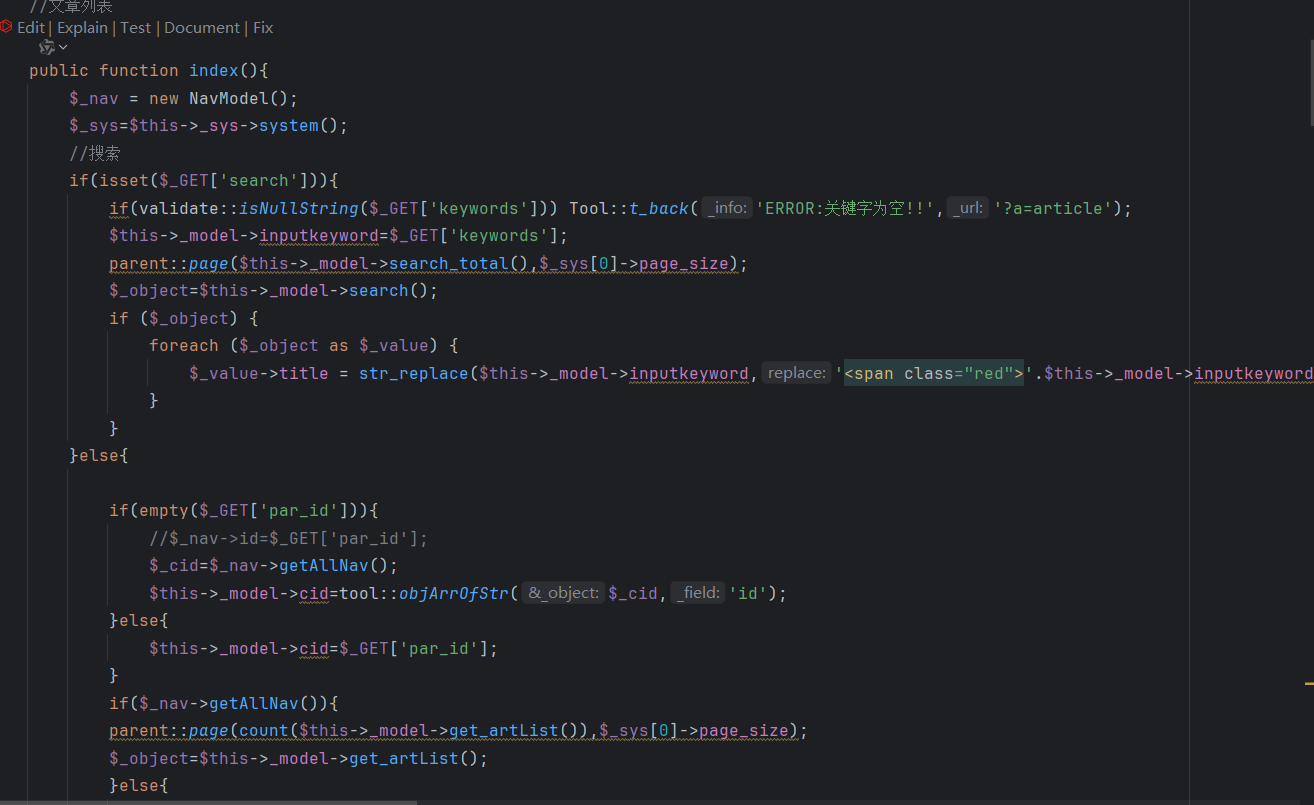 //文章列表
Edit | Explain | Test | Document | Fix
public function index(){
$_nav = new NavModel();
$_sys=$this->_sys->system();
//搜索
if(isset($_GET['search'])){
if(validate::isNullString($_GET['keywords'])) Tool::t_back( _info: 'ERROR:关键字为空!!', _url: '?a=article');
$this->_model->inputkeyword=$_GET['keywords'];
parent::page($this->_model->search_total(),$_sys[0]->page_size);
$_object=$this->_model->search();
if ($_object) {
foreach ($_object as $_value) {
$_value->title = str_replace($this->_model->inputkeyword, replace: '<span class="red">'.$this->_model->inputkeyword
}
}
}else{
if(empty($_GET['par_id'])){
//$_nav->id=$_GET['par_id'];
$_cid=$_nav->getAllNav();
$this->_model->cid=tool::objArrOfStr( &_object: $_cid, _field: 'id');
}else{
$this->_model->cid=$_GET['par_id'];
}
if($_nav->getAllNav()){
parent::page(count($this->_model->get_artList()),$_sys[0]->page_size);
$_object=$this->_model->get_artList();
}else{